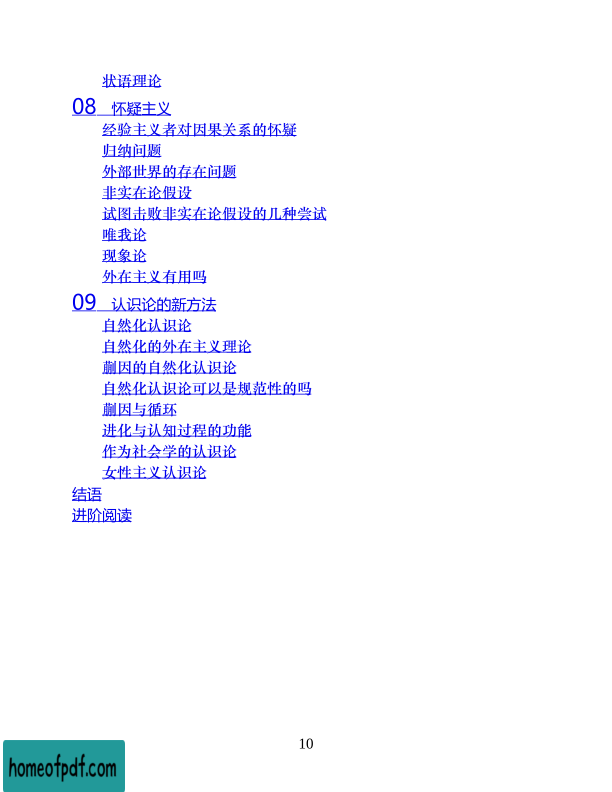 状语理论
08 怀疑主义
经验主义者对因果关系的怀疑
归纳问题
外部世界的存在问题
非实在论假设
试图击败非实在论假设的几种尝试
唯我论
现象论
外在主义有用吗
09 认识论的新方法
自然化认识论
自然化的外在主义理论
蒯因的自然化认识论
自然化认识论可以是规范性的吗
蒯因与循环
进化与认知过程的功能
作为社会学的认识论
女性主义认识论
结语
进阶阅读
10
homeofpdf.com